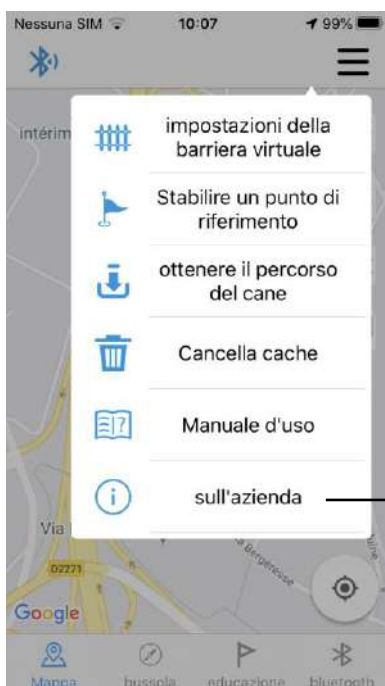 Nessuna SIM 10:07 99%
intérim
impostazioni della
barriera virtuale
Stabilire un punto di
riferimento
ottenere il percorso
del cane
Cancella cache
Manuale d'uso
sull'azienda
Via
D2271
Bergeresse
Google
Mappa bussola educazione bluetooth